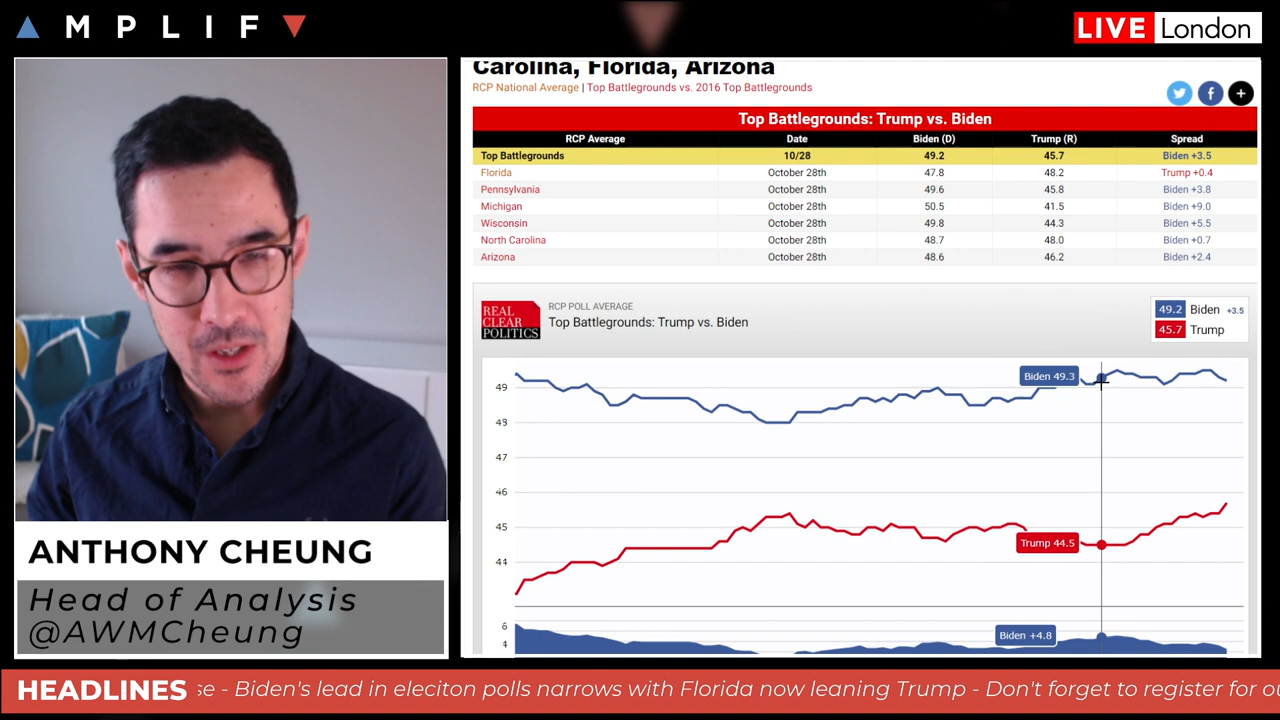 ▲ M P L I F ▼
LIVE London
Carolina, Florida, Arizona
RCP National Average | Top Battlegrounds vs. 2016 Top Battlegrounds
Top Battlegrounds: Trump vs. Biden
RCP Average Date Biden (D) Trump (R) Spread
Top Battlegrounds 10/28 49.2 45.7 Biden +3.5
Florida October 28th 47.8 48.2 Trump +0.4
Pennsylvania October 28th 49.6 45.8 Biden +3.8
Michigan October 28th 50.5 41.5 Biden +9.0
Wisconsin October 28th 49.8 44.3 Biden +5.5
North Carolina October 28th 48.7 48.0 Biden +0.7
Arizona October 28th 48.6 46.2 Biden +2.4
REAL
CLEAR
POLITICS
RCP POLL AVERAGE
Top Battlegrounds: Trump vs. Biden
49.2 Biden +3.5
45.7 Trump
Biden 49.3
49
48
47
46
45
Trump 44.5
44
6
4
Biden +4.8
ANTHONY CHEUNG
Head of Analysis
@AWMCheung
HEADLINES se - Biden's lead in eleciton polls narrows with Florida now leaning Trump - Don't forget to register for ou